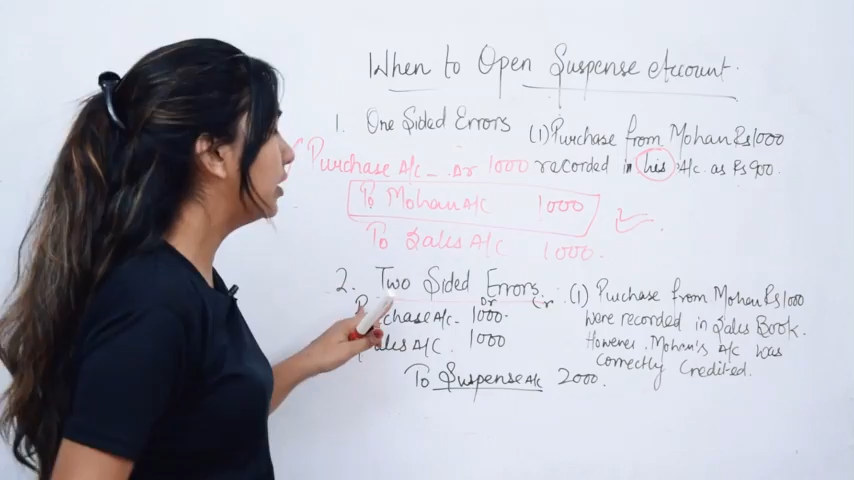 When to Open Suspense Account.
1. One Sided Errors
(1) Purchase from Mohan Rs1000
recorded in his A/c. as Rs900.
Purchase A/c - Dr 1000
To Mohan A/c 1000
To Sales A/c 1000.
2. Two Sided Errors.
Dr Cr
(1) Purchase from Mohan Rs1000
were recorded in Sales Book.
However. Mohan's A/c was
correctly credited.
chase A/c - 1000.
ales A/c. 1000
To Suspense A/c 2000.